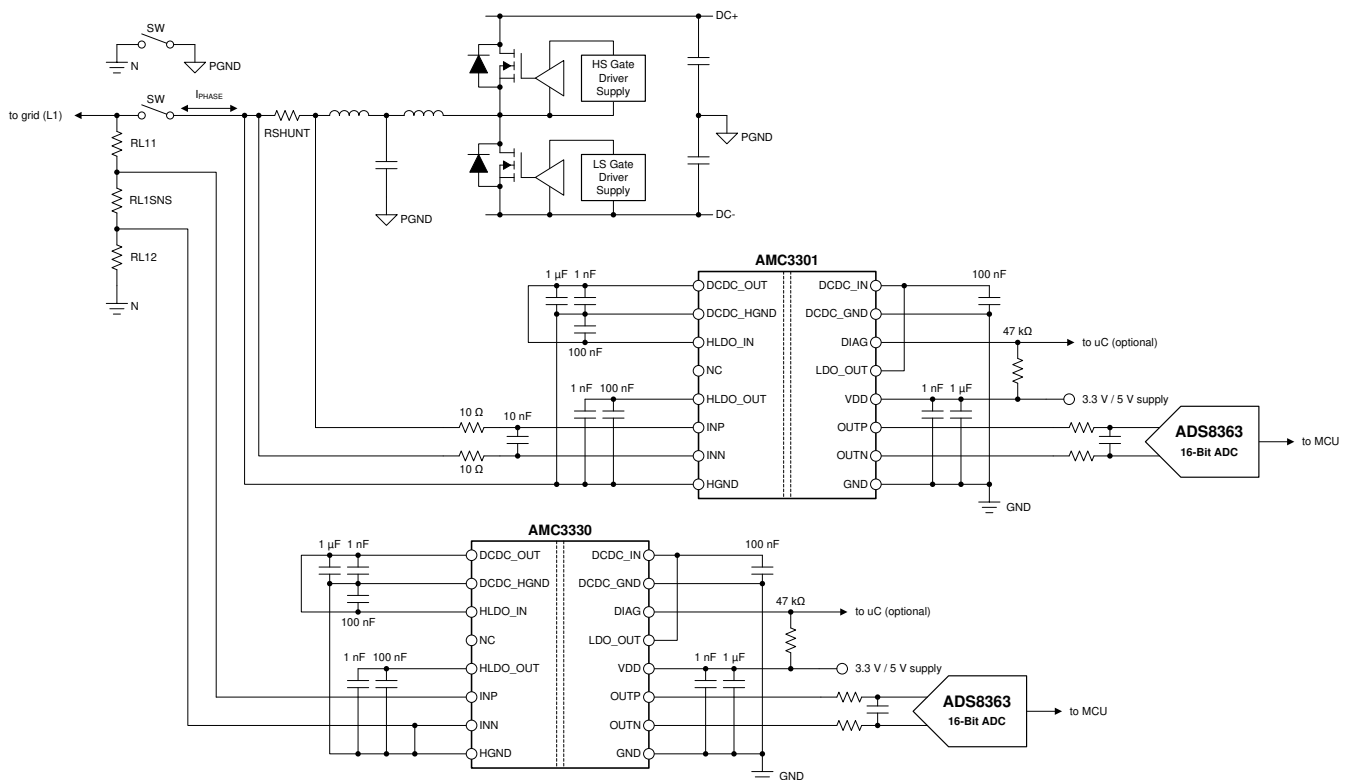 SW
N
PGND
to grid (L1)
SW
IPHASE
RSHUNT
RL11
RL1SNS
RL12
N
PGND
HS Gate
Driver
Supply
LS Gate
Driver
Supply
DC+
PGND
DC-
AMC3301
1 µF 1 nF
100 nF
1 nF 100 nF
10 Ω
10 nF
10 Ω
DCDC_OUT
DCDC_HGND
HLDO_IN
NC
HLDO_OUT
INP
INN
HGND
DCDC_IN
DCDC_GND
DIAG
LDO_OUT
VDD
OUTP
OUTN
GND
100 nF
47 kΩ
to uC (optional)
1 nF 1 µF
3.3 V / 5 V supply
ADS8363
16-Bit ADC
to MCU
GND
AMC3330
1 µF 1 nF
100 nF
1 nF 100 nF
DCDC_OUT
DCDC_HGND
HLDO_IN
NC
HLDO_OUT
INP
INN
HGND
DCDC_IN
DCDC_GND
DIAG
LDO_OUT
VDD
OUTP
OUTN
GND
100 nF
47 kΩ
to uC (optional)
1 nF 1 µF
3.3 V / 5 V supply
ADS8363
16-Bit ADC
to MCU
GND